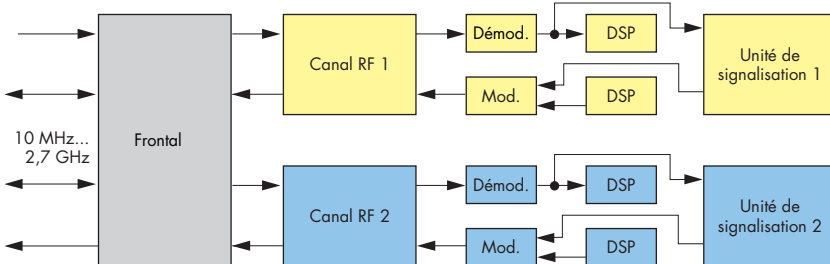 Démod.
DSP
Canal RF 1
Unité de
signalisation 1
Mod.
DSP
10 MHz...
2,7 GHz
Frontal
Démod.
DSP
Canal RF 2
Unité de
signalisation 2
Mod.
DSP